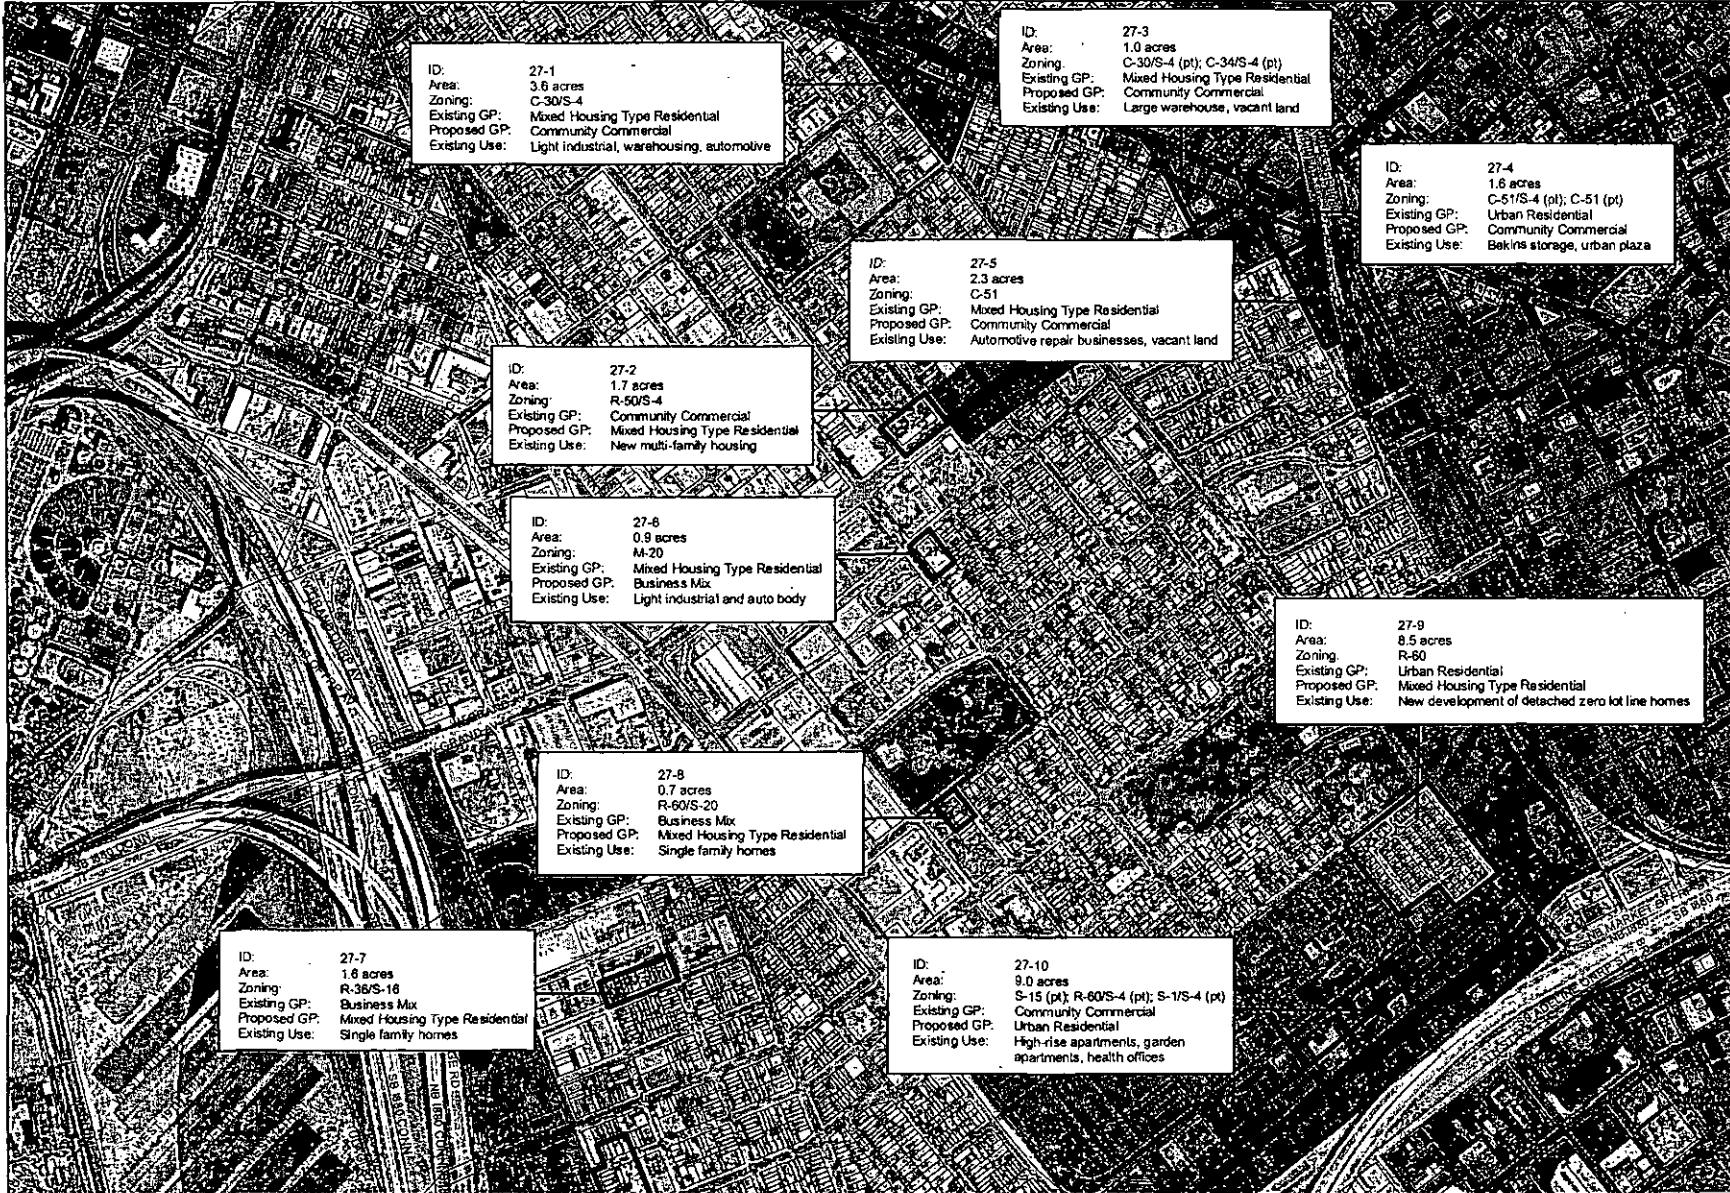 ID: 27-1
Area: 3.6 acres
Zoning: C-30/S-4
Existing GP: Mixed Housing Type Residential
Proposed GP: Community Commercial
Existing Use: Light industrial, warehousing, automotive
ID: 27-3
Area: 1.0 acres
Zoning. C-30/S-4 (pt); C-34/S-4 (pt)
Existing GP: Mixed Housing Type Residential
Proposed GP: Community Commercial
Existing Use: Large warehouse, vacant land
ID: 27-4
Area: 1.6 acres
Zoning: C-51/S-4 (pt); C-51 (pt)
Existing GP: Urban Residential
Proposed GP: Community Commercial
Existing Use: Bekins storage, urban plaza
ID: 27-5
Area: 2.3 acres
Zoning: C-51
Existing GP: Mixed Housing Type Residential
Proposed GP: Community Commercial
Existing Use: Automotive repair businesses, vacant land
ID: 27-2
Area: 1.7 acres
Zoning: R-50/S-4
Existing GP: Community Commercial
Proposed GP: Mixed Housing Type Residential
Existing Use: New multi-family housing
ID: 27-6
Area: 0.9 acres
Zoning: M-20
Existing GP: Mixed Housing Type Residential
Proposed GP: Business Mix
Existing Use: Light industrial and auto body
ID: 27-9
Area: 8.5 acres
Zoning. R-60
Existing GP: Urban Residential
Proposed GP: Mixed Housing Type Residential
Existing Use: New development of detached zero lot line homes
ID: 27-8
Area: 0.7 acres
Zoning: R-60/S-20
Existing GP: Business Mix
Proposed GP: Mixed Housing Type Residential
Existing Use: Single family homes
ID: 27-7
Area: 1.6 acres
Zoning: R-36/S-16
Existing GP: Business Mix
Proposed GP: Mixed Housing Type Residential
Existing Use: Single family homes
ID: 27-10
Area: 9.0 acres
Zoning: S-15 (pt); R-60/S-4 (pt); S-1/S-4 (pt)
Existing GP: Community Commercial
Proposed GP: Urban Residential
Existing Use: High-rise apartments, garden
apartments, health offices